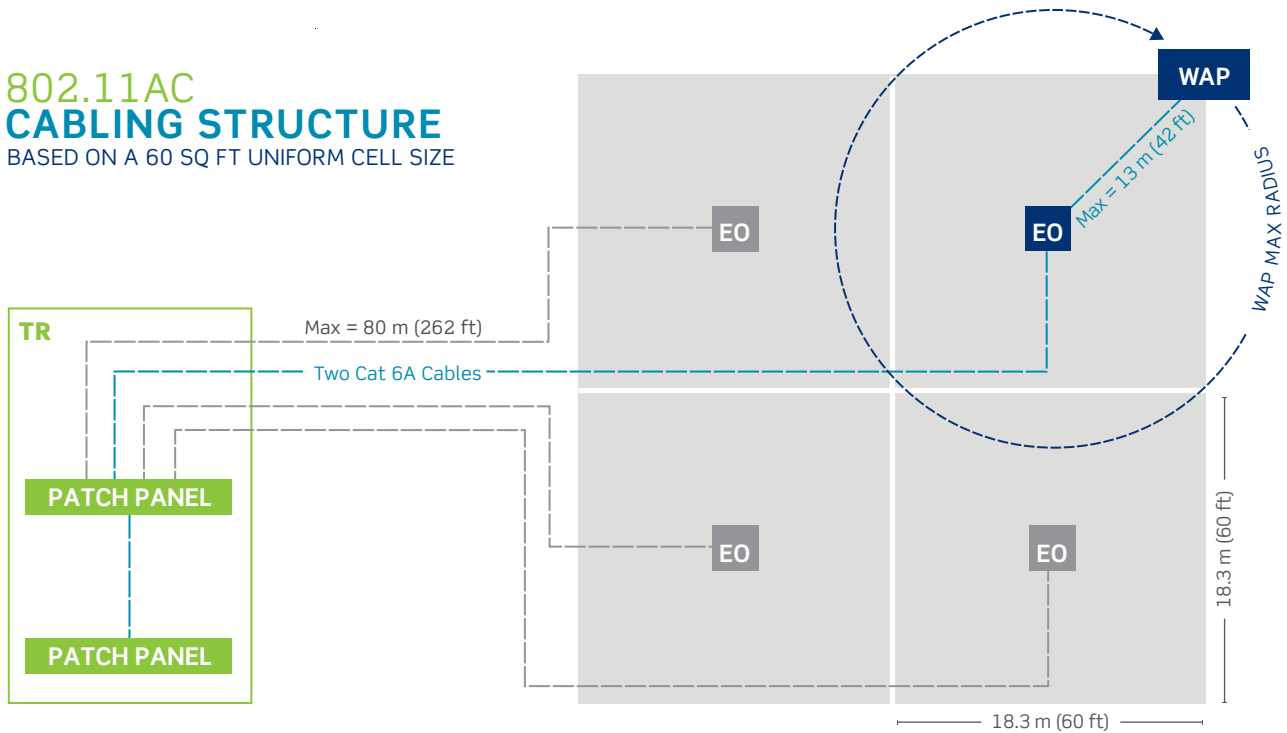 802.11AC
CABLING STRUCTURE
BASED ON A 60 SQ FT UNIFORM CELL SIZE
WAP
Max = 13 m (42 ft)
WAP MAX RADIUS
EO
EO
TR
Max = 80 m (262 ft)
Two Cat 6A Cables
PATCH PANEL
EO
EO
18.3 m (60 ft)
PATCH PANEL
18.3 m (60 ft)